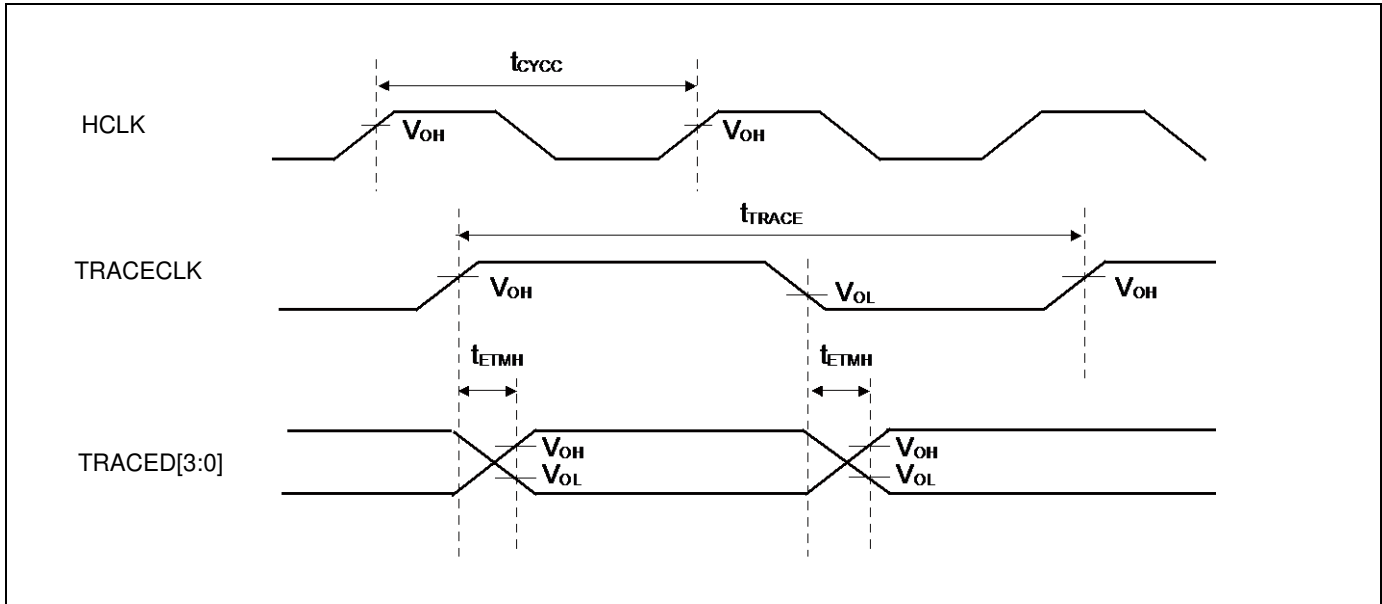 tCYCC
HCLK
VOH
VOH
tTRACE
TRACECLK
VOH
VOL
VOH
tETMH
tETMH
TRACED[3:0]
VOH
VOH
VOL
VOL